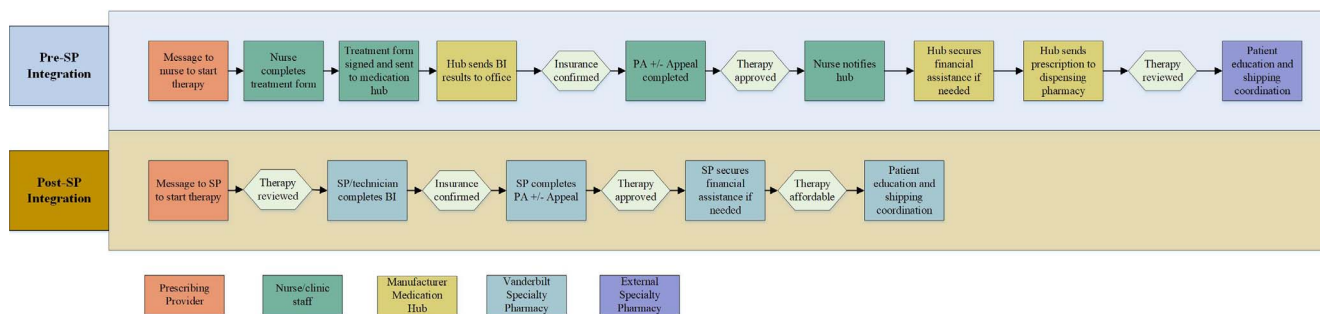 Pre-SP
Integration
Message to
nurse to start
therapy
Nurse
completes
treatment form
Treatment form
signed and sent
to medication
hub
Hub sends BI
results to office
Insurance
confirmed
PA +/- Appeal
completed
Therapy
approved
Nurse notifies
hub
Hub secures
financial
assistance if
needed
Hub sends
prescription to
dispensing
pharmacy
Therapy
reviewed
Patient
education and
shipping
coordination
Post-SP
Integration
Message to SP
to start therapy
Therapy
reviewed
SP/technician
completes BI
Insurance
confirmed
SP completes
PA +/- Appeal
Therapy
approved
SP secures
financial
assistance if
needed
Therapy
affordable
Patient
education and
shipping
coordination
Prescribing
Provider
Nurse/clinic
staff
Manufacturer
Medication
Hub
Vanderbilt
Specialty
Pharmacy
External
Specialty
Pharmacy